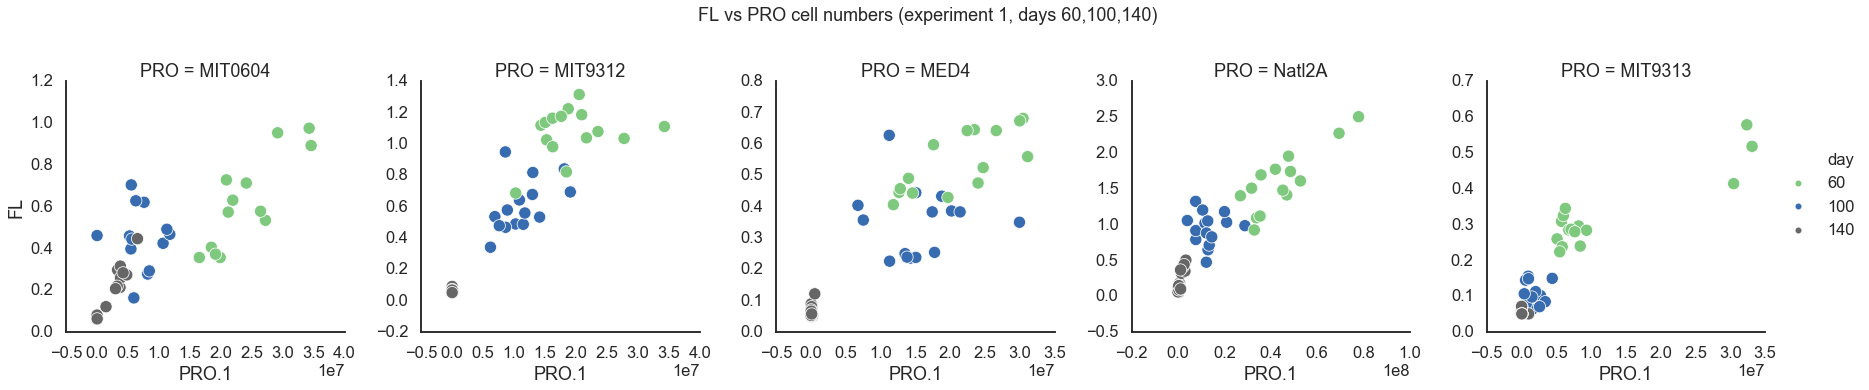 FL vs PRO cell numbers (experiment 1, days 60,100,140)
PRO = MIT0604
PRO = MIT9312
PRO = MED4
PRO = Natl2A
PRO = MIT9313
FL
1.2
1.0
0.8
0.6
0.4
0.2
0.0
−0.5 0.0 0.5 1.0 1.5 2.0 2.5 3.0 3.5 4.0
PRO.1
1e7
1.4
1.2
1.0
0.8
0.6
0.4
0.2
0.0
−0.2
−0.5 0.0 0.5 1.0 1.5 2.0 2.5 3.0 3.5 4.0
PRO.1
1e7
0.8
0.7
0.6
0.5
0.4
0.3
0.2
0.1
0.0
−0.5 0.0 0.5 1.0 1.5 2.0 2.5 3.0 3.5
PRO.1
1e7
3.0
2.5
2.0
1.5
1.0
0.5
0.0
−0.5
−0.2 0.0 0.2 0.4 0.6 0.8 1.0
PRO.1
1e8
0.7
0.6
0.5
0.4
0.3
0.2
0.1
0.0
−0.5 0.0 0.5 1.0 1.5 2.0 2.5 3.0 3.5
PRO.1
1e7
day
60
100
140